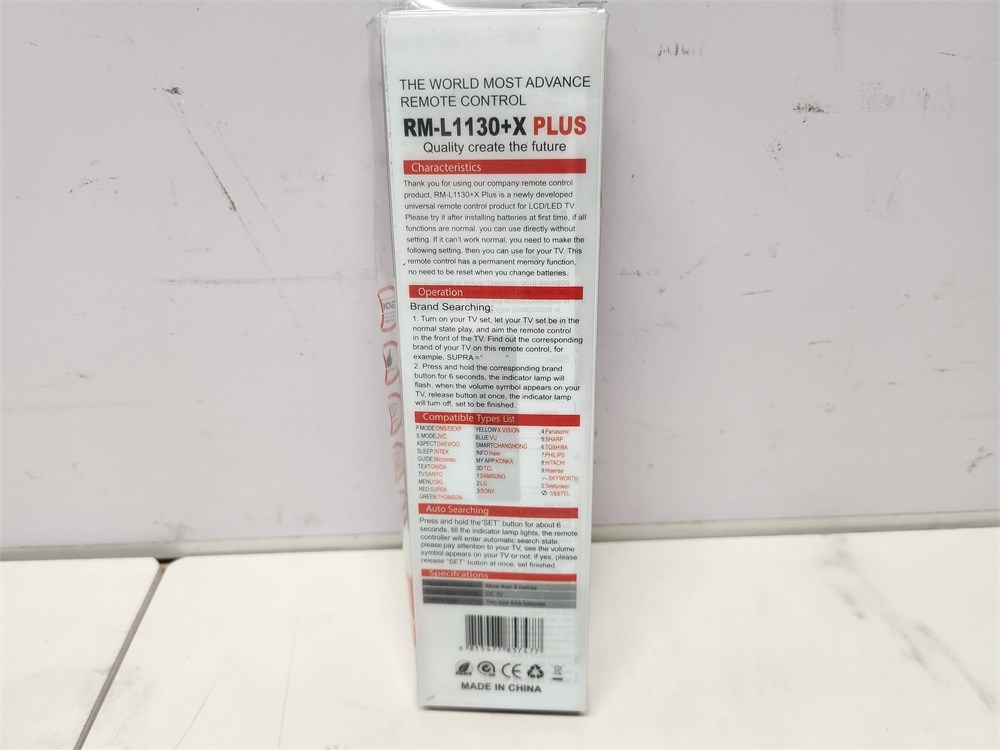 THE WORLD MOST ADVANCE
REMOTE CONTROL
RM-L1130+X PLUS
Quality create the future
Characteristics
Thank you for using our company remote control
product, RM-L1130+X Plus is a newly developed
universal remote control product for LCD/LED TV.
Please try it after installing batteries at first time, if all
functions are normal, you can use directly without
setting. If it can't work normal, you need to make the
following setting, then you can use for your TV. This
remote control has a permanent memory function,
no need to be reset when you change batteries.
Operation
Brand Searching:
1. Turn on your TV set, let your TV set be in the
normal state play, and aim the remote control
in the front of the TV. Find out the corresponding
brand of your TV on this remote control, for
example, SUPRA="
2. Press and hold the corresponding brand
button for 6 seconds, the indicator lamp will
flash, when the volume symbol appears on your
TV, release button at once, the indicator lamp
will turn off, set to be finished.
Compatible Types List
P MODE:DNS/DEXP
S MODE:JVC
ASPECT:DAEWOO
SLEEP:INTEX
GUIDE:Micromax
TEXT:ONIDA
TV:SANYO
MENU:OKI
RED:SUPRA
GREEN:THOMSON
YELLOW:X.VISION
BLUE:VU
SMART:CHANGHONG
INFO:Haier
MY APP:KONKA
3D:TCL
1:SAMSUNG
2:LG
3:SONY
4:Panasonic
5:SHARP
6:TOSHIBA
7:PHILIPS
8:HITACHI
9:Hisense
-/--:SKYWORTH
0:Telefunken
:VESTEL
Auto Searching
Press and hold the"SET" button for about 6
seconds, till the indicator lamp lights, the remote
controller will enter automatic search state,
please pay attention to your TV, see the volume
symbol appears on your TV or not, if yes, please
release "SET" button at once, set finished.
Specifcations
More than 8 metres
DC 3V
Two size AAA batteries
CE
MADE IN CHINA